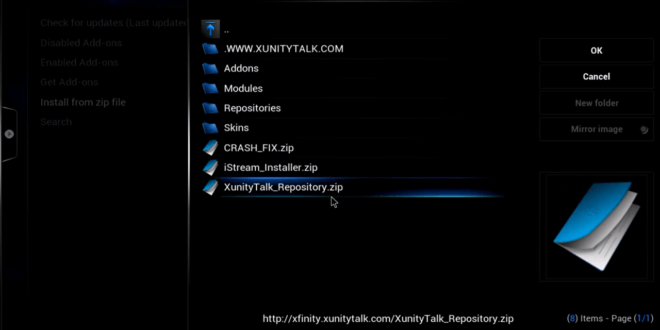 Check for updates (Last updated
Disabled Add-ons
Enabled Add-ons
Get Add-ons
Install from zip file
Search
..
.WWW.XUNITYTALK.COM
Addons
Modules
Repositories
Skins
CRASH_FIX.zip
iStream_Installer.zip
XunityTalk_Repository.zip
OK
Cancel
New folder
Mirror image
http://xfinity.xunitytalk.com/XunityTalk_Repository.zip
(8) Items - Page (1/1)